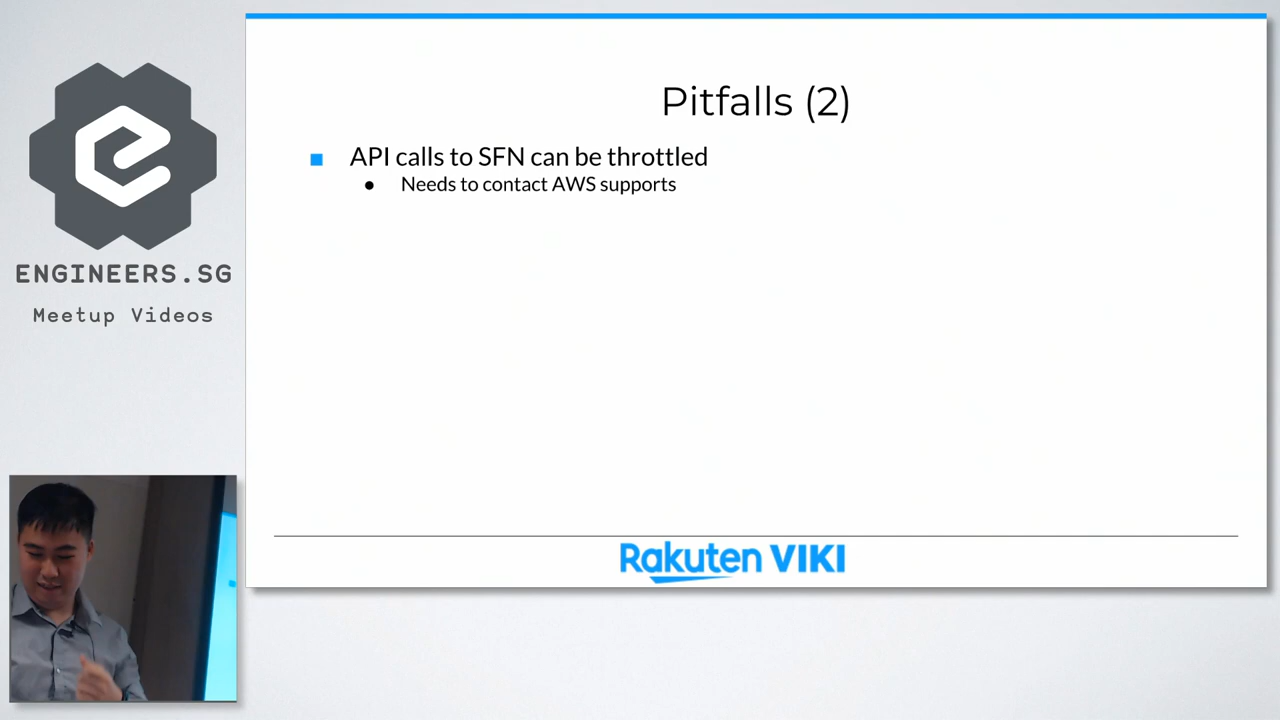 ENGINEERS.SG
Meetup Videos
Pitfalls (2)
API calls to SFN can be throttled
Needs to contact AWS supports
Rakuten VIKI